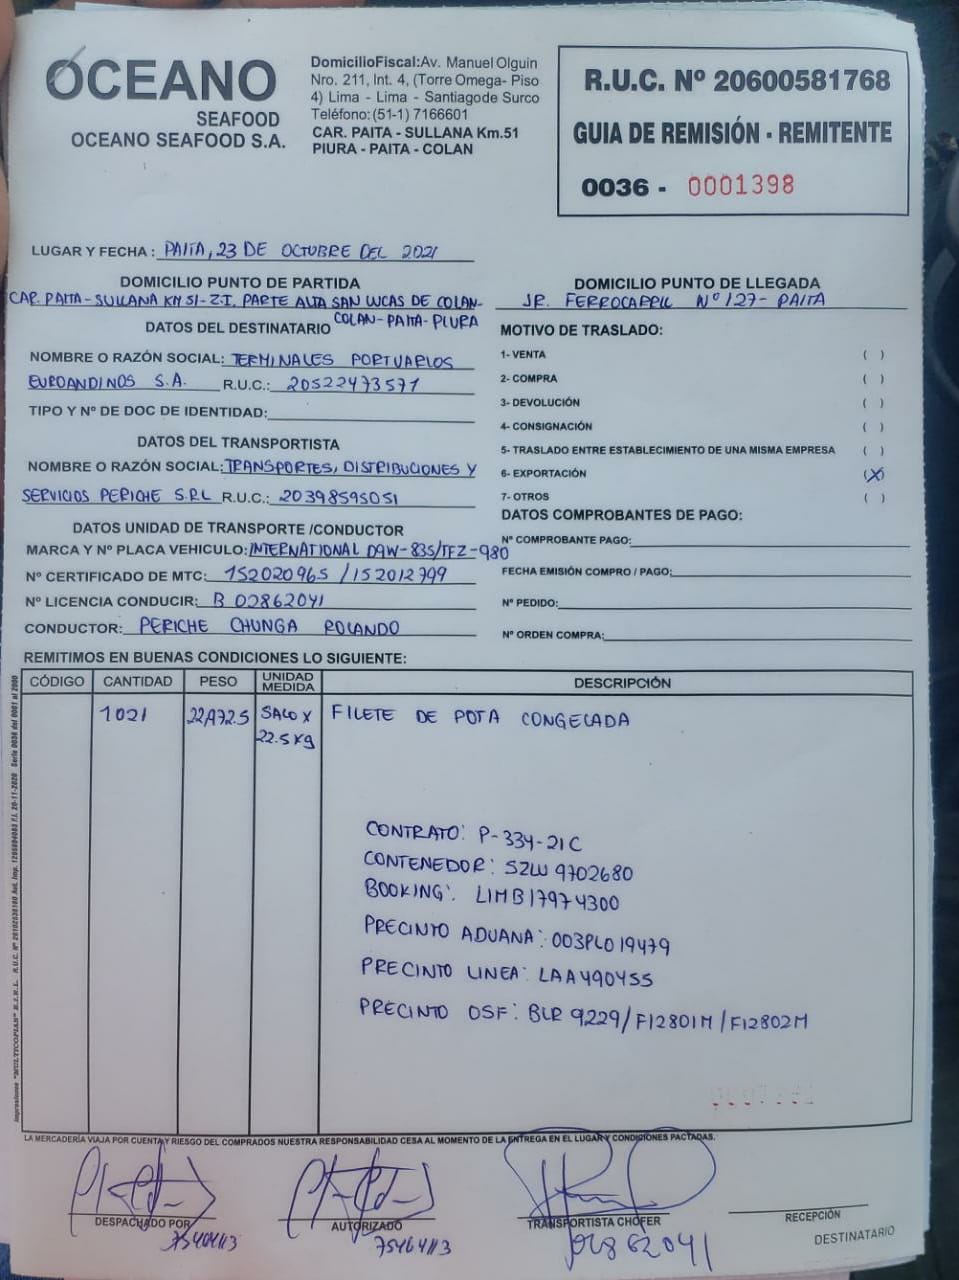 OCEANO
SEAFOOD
OCEANO SEAFOOD S.A.
DomicilioFiscal:Av. Manuel Olguin
Nro. 211, Int. 4, (Torre Omega- Piso
4) Lima - Lima - Santiagode Surco
Teléfono:(51-1) 7166601
CAR. PAITA - SULLANA Km.51
PIURA - PAITA - COLAN
R.U.C. Nº 20600581768
GUIA DE REMISIÓN - REMITENTE
0036 - 0001398
LUGAR Y FECHA : PAITA, 23 DE OCTUBRE DEL 2021
DOMICILIO PUNTO DE PARTIDA
CAR. PAITA-SULLANA KM 51-Z.I. PARTE ALTA SAN LUCAS DE COLAN-
COLAN-PAITA-PIURA
DOMICILIO PUNTO DE LLEGADA
JR. FERROCARRIL Nº 127- PAITA
DATOS DEL DESTINATARIO
NOMBRE O RAZÓN SOCIAL: TERMINALES PORTUARIOS
EUROANDINOS S.A. R.U.C.: 20522473571
TIPO Y Nº DE DOC DE IDENTIDAD:
DATOS DEL TRANSPORTISTA
NOMBRE O RAZÓN SOCIAL: TRANSPORTES, DISTRIBUCIONES Y
SERVICIOS PERICHE S.R.L R.U.C.: 20398595051
DATOS UNIDAD DE TRANSPORTE /CONDUCTOR
MARCA Y Nº PLACA VEHICULO: INTERNATIONAL D9W-835/TFZ-980
Nº CERTIFICADO DE MTC: 152020965 /152012799
Nº LICENCIA CONDUCIR: B 02862041
CONDUCTOR: PERICHE CHUNGA ROLANDO
MOTIVO DE TRASLADO:
1- VENTA ( )
2- COMPRA ( )
3- DEVOLUCIÓN ( )
4- CONSIGNACIÓN ( )
5- TRASLADO ENTRE ESTABLECIMIENTO DE UNA MISMA EMPRESA ( )
6- EXPORTACIÓN (X)
7- OTROS ( )
DATOS COMPROBANTES DE PAGO:
Nº COMPROBANTE PAGO:
FECHA EMISIÓN COMPRO / PAGO:
Nº PEDIDO:
Nº ORDEN COMPRA:
REMITIMOS EN BUENAS CONDICIONES LO SIGUIENTE:
CÓDIGO CANTIDAD PESO UNIDAD MEDIDA DESCRIPCIÓN
1021 22,972.5 SACO X FILETE DE POTA CONGELADA
22.5 Kg
CONTRATO: P-334-21C
CONTENEDOR: SZLU 9702680
BOOKING: LIMB17974300
PRECINTO ADUANA: 003PLO19479
PRECINTO LINEA: LAA490455
PRECINTO OSF: BLR 9229/F12801M/F12802M
LA MERCADERÍA VIAJA POR CUENTA Y RIESGO DEL COMPRADOS NUESTRA RESPONSABILIDAD CESA AL MOMENTO DE LA ENTREGA EN EL LUGAR Y CONDICIONES PACTADAS.
DESPACHADO POR
AUTORIZADO
75464113
TRANSPORTISTA CHOFER
02862041
RECEPCIÓN
DESTINATARIO